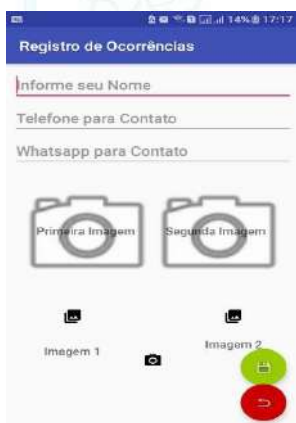 14% 17:17
Registro de Ocorrências
Informe seu Nome
Telefone para Contato
Whatsapp para Contato
Primeira Imagem Segunda Imagem
Imagem 1 Imagem 2